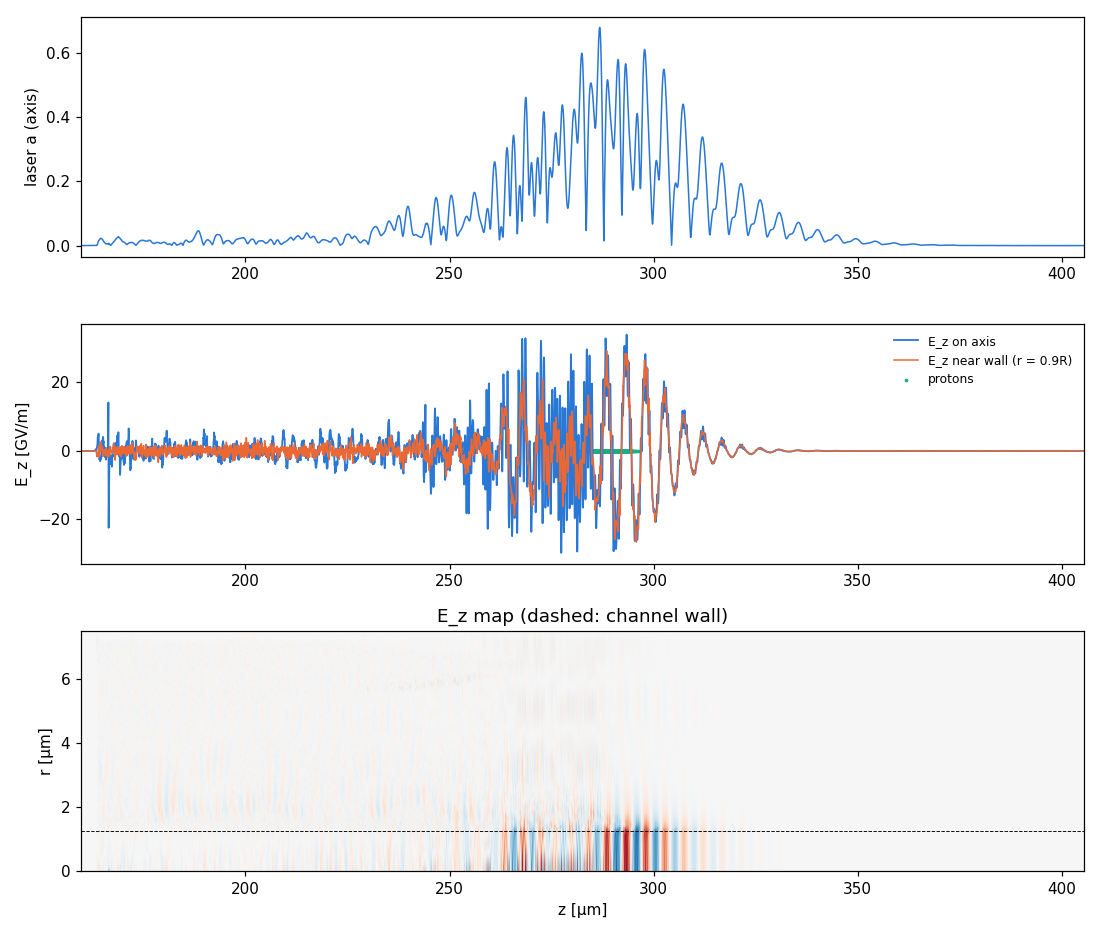 laser a (axis)
0.6
0.4
0.2
0.0
200 250 300 350 400
E_z [GV/m]
20
0
−20
E_z on axis
E_z near wall (r = 0.9R)
protons
200 250 300 350 400
E_z map (dashed: channel wall)
r [μm]
6
4
2
0
200 250 300 350 400
z [μm]